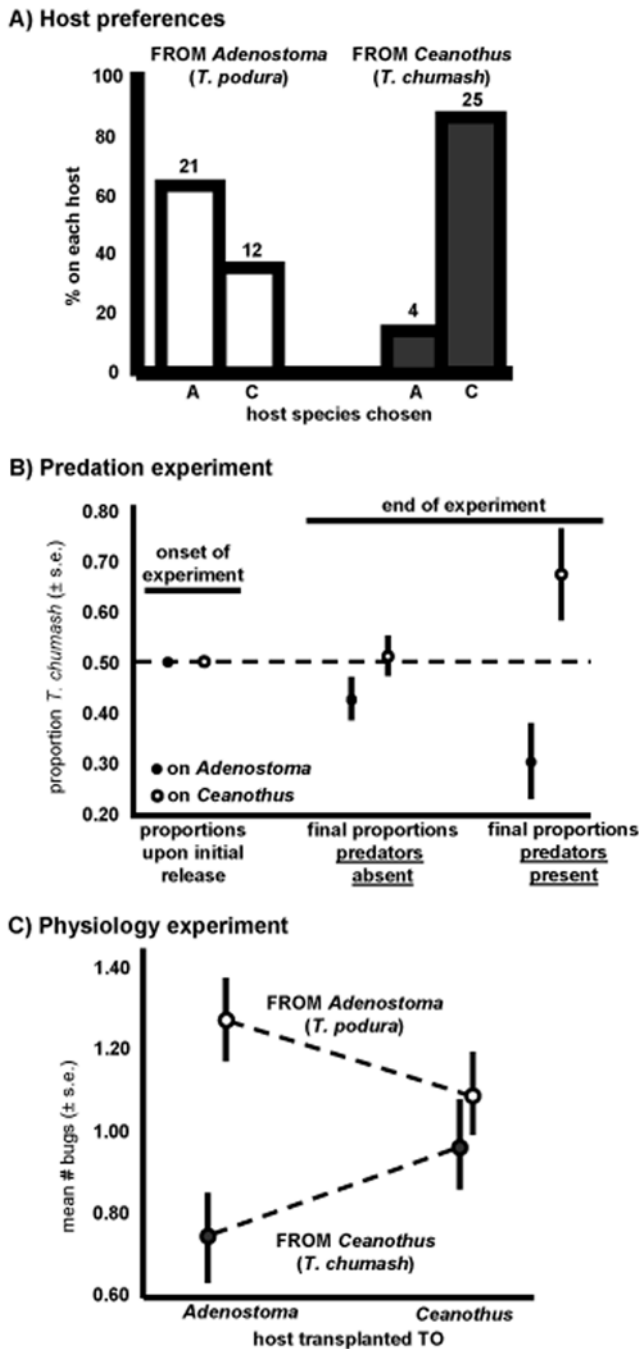 A) Host preferences
FROM Adenostoma
(T. podura)
FROM Ceanothus
(T. chumash)
% on each host
100
80
60
40
20
0
21
12
4
25
A
C
A
C
host species chosen
B) Predation experiment
proportion T. chumash (± s.e.)
0.80
0.70
0.60
0.50
0.40
0.30
0.20
onset of
experiment
end of experiment
on Adenostoma
on Ceanothus
proportions
upon initial
release
final proportions
predators
absent
final proportions
predators
present
C) Physiology experiment
mean # bugs (± s.e.)
1.40
1.20
1.00
0.80
0.60
FROM Adenostoma
(T. podura)
FROM Ceanothus
(T. chumash)
Adenostoma
Ceanothus
host transplanted TO